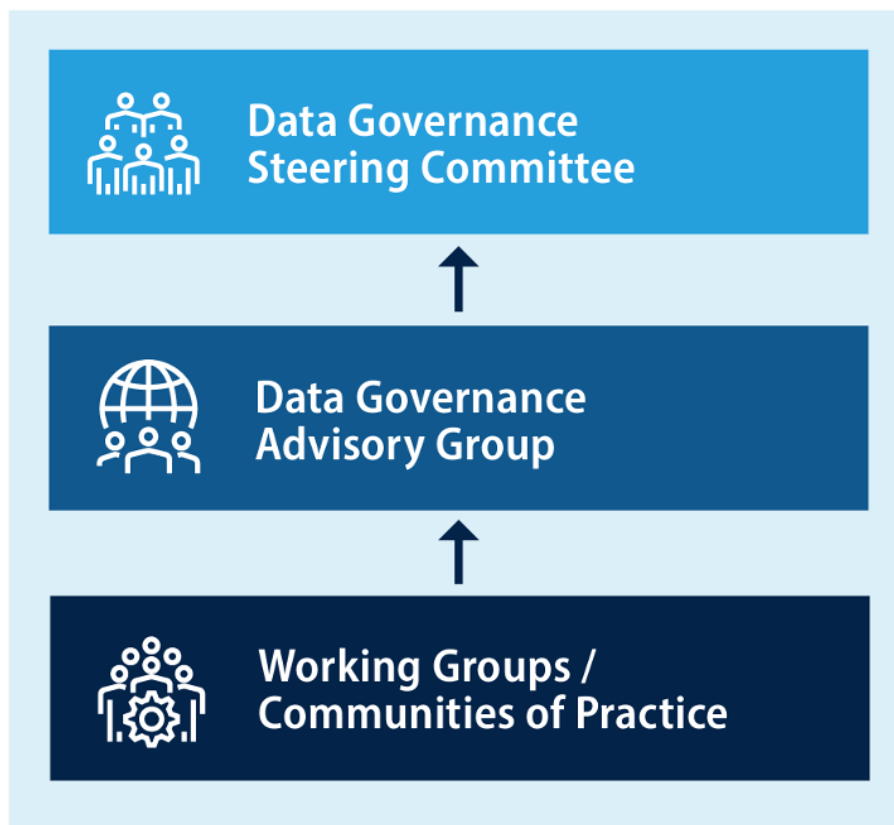 Data Governance
Steering Committee
Data Governance
Advisory Group
Working Groups /
Communities of Practice